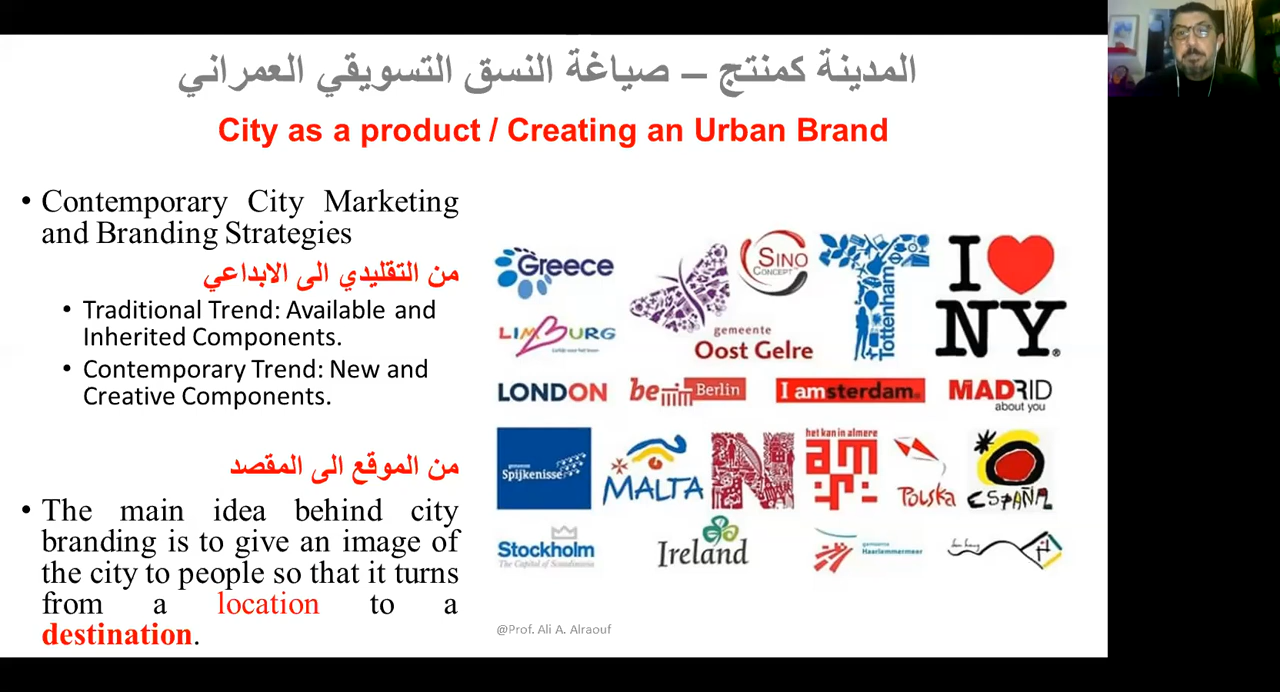 المدينة كمنتج – صياغة النسق التسويقي العمراني
City as a product / Creating an Urban Brand
• Contemporary City Marketing
and Branding Strategies
من التقليدي الى الابداعي
• Traditional Trend: Available and
Inherited Components.
• Contemporary Trend: New and
Creative Components.
من الموقع الى المقصد
• The main idea behind city
branding is to give an image of
the city to people so that it turns
from a location to a
destination.
Greece
SINO
CONCEPT
Tottenham
I
NY®
LIMBURG
gemeente
Oost Gelre
LONDON
be Berlin
I amsterdam.
MADRID
about you
gemeente
Spijkenisse
MALTA
N
het kan in almere
POLSKA
ESPAÑA
Stockholm
The Capital of Scandinavia
Ireland
gemeente
Haarlemmermeer
@Prof. Ali A. Alraouf